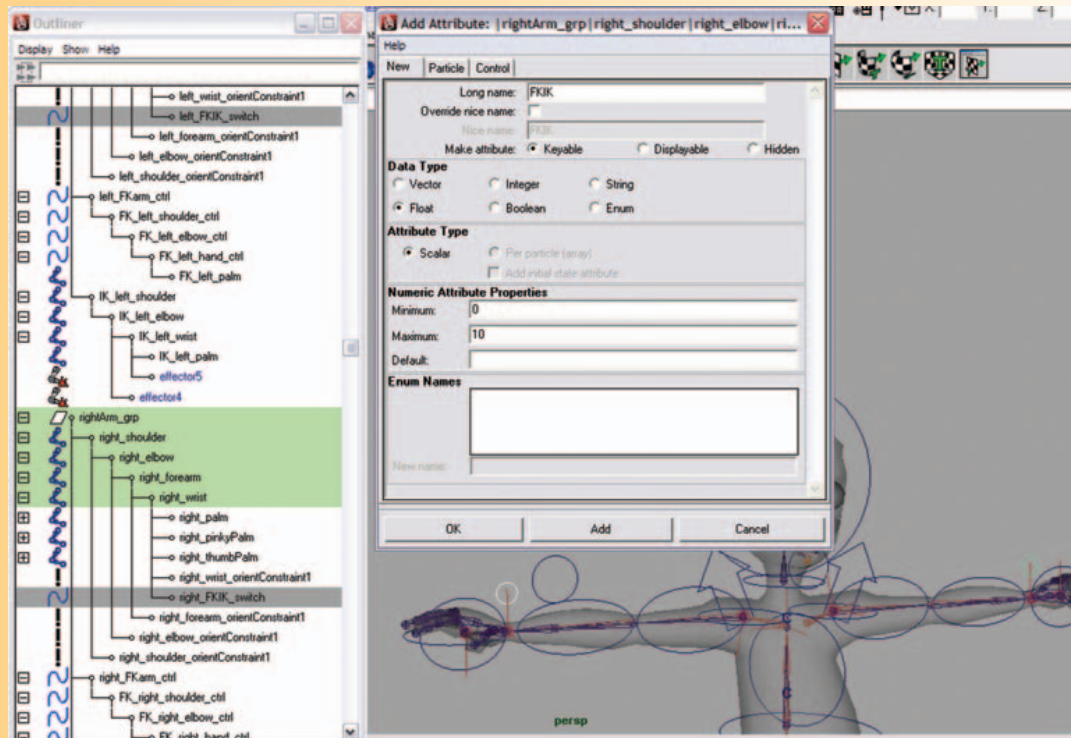 Outliner
Display Show Help
left_wrist_orientConstraint1
left_FKIK_switch
left_forearm_orientConstraint1
left_elbow_orientConstraint1
left_shoulder_orientConstraint1
left_FKarm_ctrl
FK_left_shoulder_ctrl
FK_left_elbow_ctrl
FK_left_hand_ctrl
FK_left_palm
IK_left_shoulder
IK_left_elbow
IK_left_wrist
IK_left_palm
effector5
effector4
rightArm_grp
right_shoulder
right_elbow
right_forearm
right_wrist
right_palm
right_pinkyPalm
right_thumbPalm
right_wrist_orientConstraint1
right_FKIK_switch
right_forearm_orientConstraint1
right_elbow_orientConstraint1
right_shoulder_orientConstraint1
right_FKarm_ctrl
FK_right_shoulder_ctrl
FK_right_elbow_ctrl
FK_right_hand_ctrl
Add Attribute: |rightArm_grp|right_shoulder|right_elbow|ri...
Help
New Particle Control
Long name: FKIK
Override nice name:
Nice name: FKIK
Make attribute: Keyable Displayable Hidden
Data Type
Vector Integer String
Float Boolean Enum
Attribute Type
Scalar Per particle (array)
Add initial state attribute
Numeric Attribute Properties
Minimum: 0
Maximum: 10
Default:
Enum Names
New name:
OK Add Cancel
C
C
persp